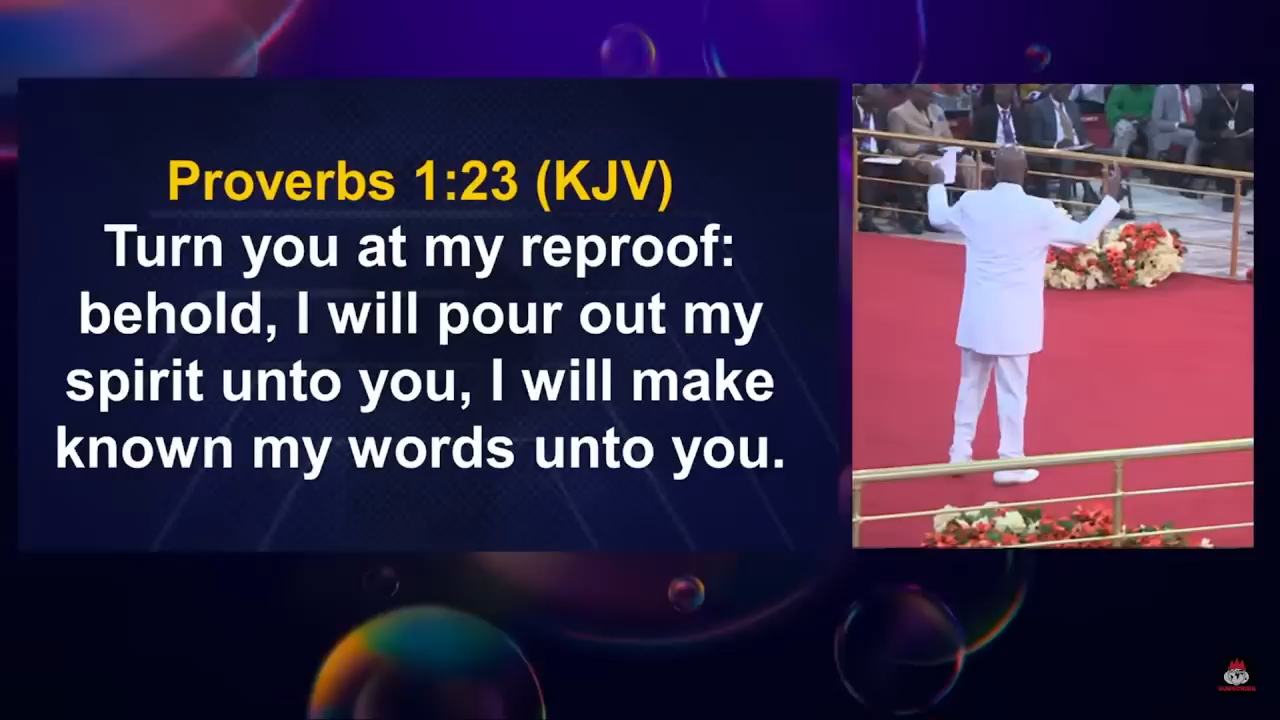 Proverbs 1:23 (KJV)
Turn you at my reproof:
behold, I will pour out my
spirit unto you, I will make
known my words unto you.
SUBSCRIBE